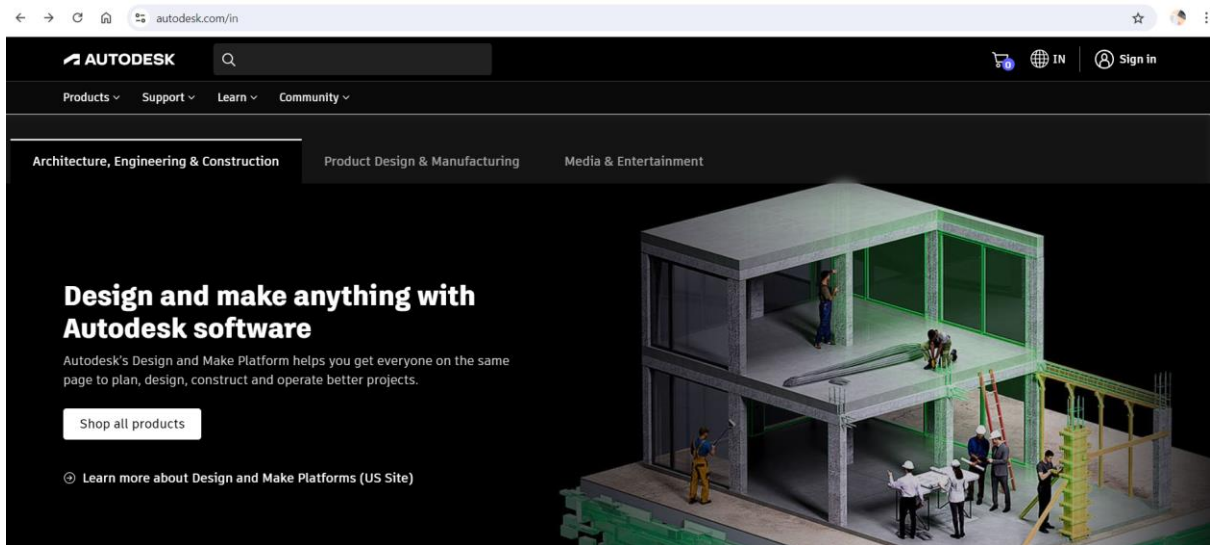 autodesk.com/in
AUTODESK
0
IN
Sign in
Products
Support
Learn
Community
Architecture, Engineering & Construction
Product Design & Manufacturing
Media & Entertainment
Design and make anything with
Autodesk software
Autodesk's Design and Make Platform helps you get everyone on the same
page to plan, design, construct and operate better projects.
Shop all products
Learn more about Design and Make Platforms (US Site)